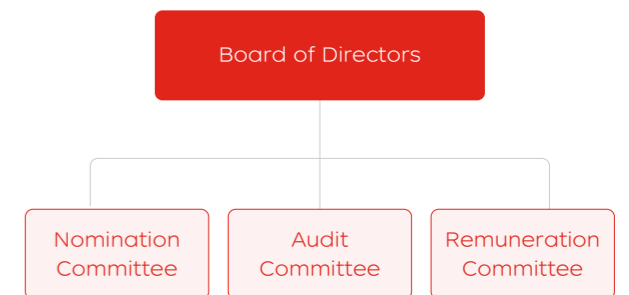 Board of Directors
Nomination
Committee
Audit
Committee
Remuneration
Committee